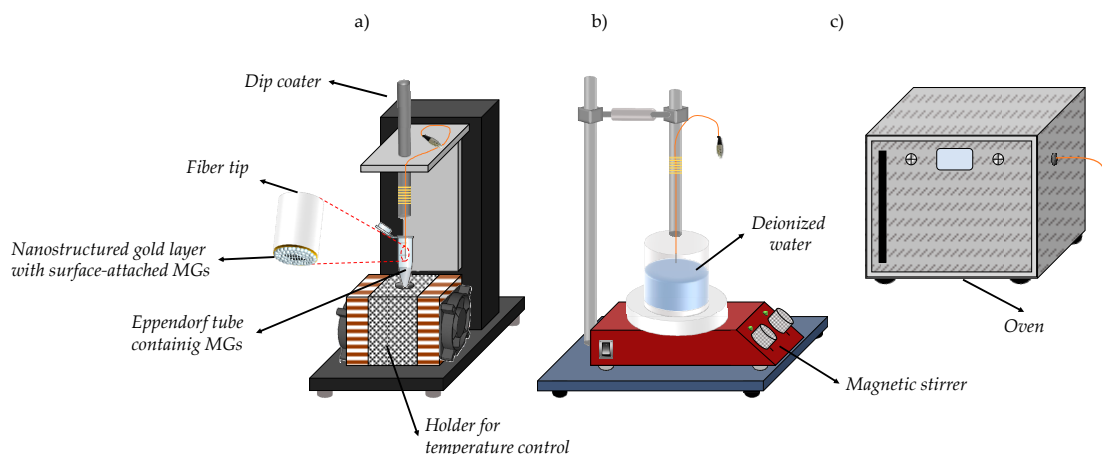 a)
b)
c)
Dip coater
Fiber tip
Nanostructured gold layer
with surface-attached MGs
Eppendorf tube
containig MGs
Holder for
temperature control
Deionized
water
Magnetic stirrer
Oven